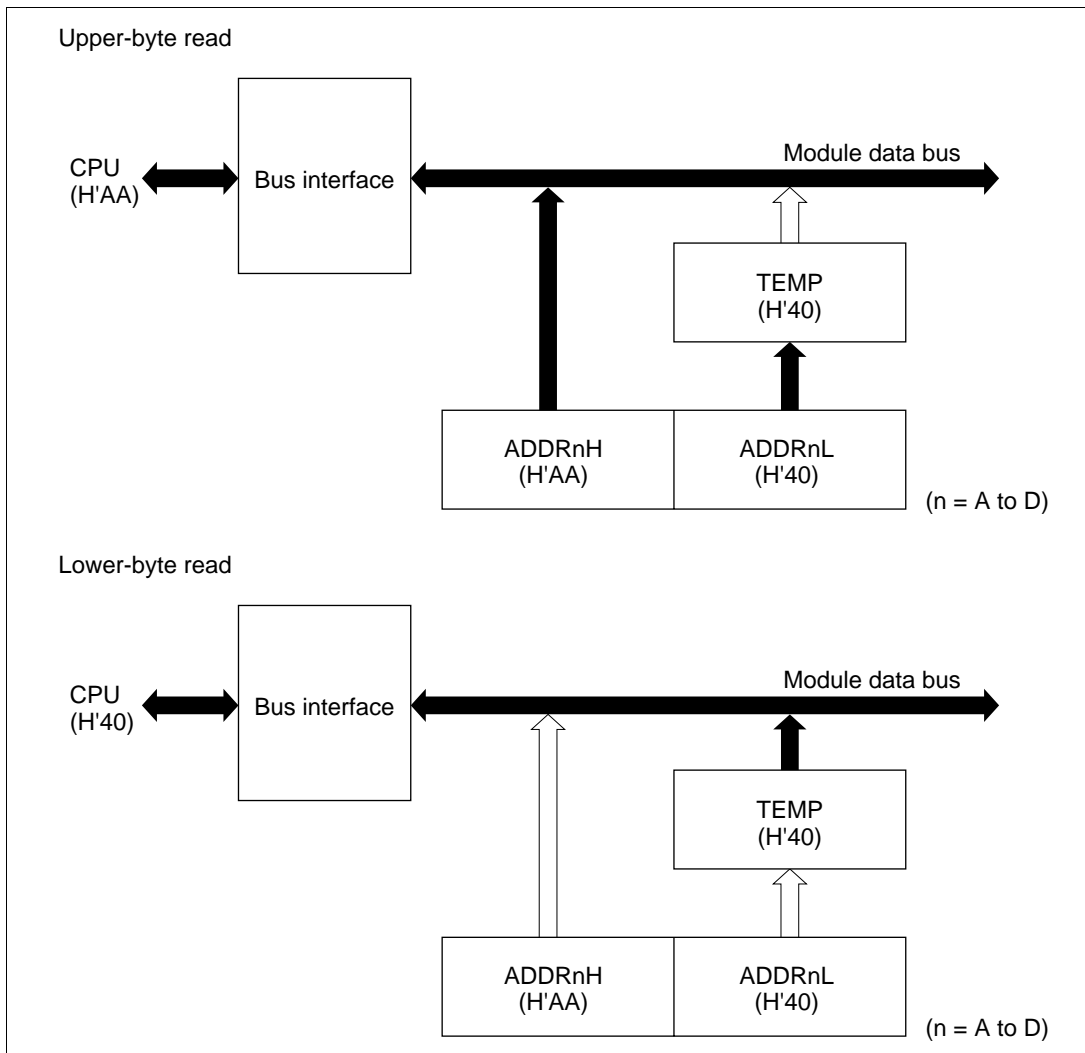 Upper-byte read
CPU
(H'AA)
Bus interface
Module data bus
TEMP
(H'40)
ADDRnH
(H'AA)
ADDRnL
(H'40)
(n = A to D)
Lower-byte read
CPU
(H'40)
Bus interface
Module data bus
TEMP
(H'40)
ADDRnH
(H'AA)
ADDRnL
(H'40)
(n = A to D)